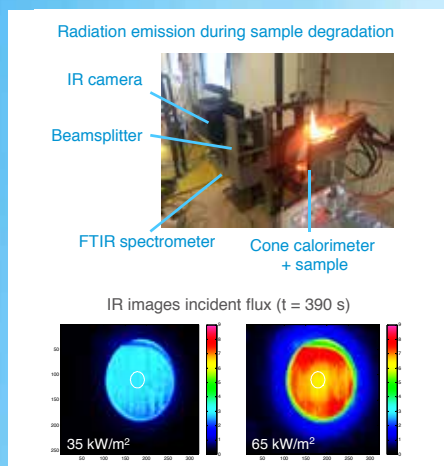 Radiation emission during sample degradation
IR camera
Beamsplitter
FTIR spectrometer
Cone calorimeter
+ sample
IR images incident flux (t = 390 s)
35 kW/m²
65 kW/m²
50
100
150
200
250
50 100 150 200 250 300
50 100 150 200 250 300